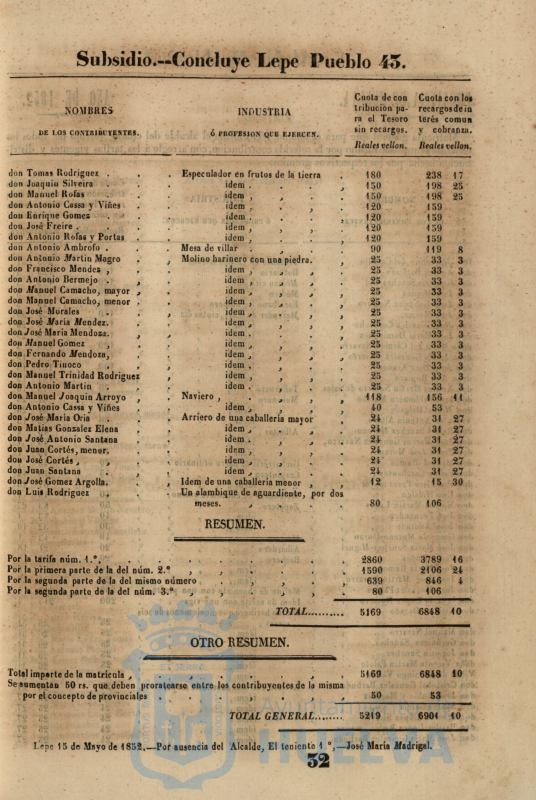 Subsidio.--Concluye Lepe Pueblo 43.
NOMBRES
DE LOS CONTRIBUYENTES.
INDUSTRIA
ó PROFESION QUE EJERCEN.
Cuota de con
tribucion pa-
ra el Tesoro
sin recargos.
Reales vellon.
Cuota con los
recargos de in
terés comun
y cobranza.
Reales vellon.
don Tomas Rodriguez . . Especulador en frutos de la tierra . 180 238 17
don Joaquin Silveira . . idem . . . 150 198 25
don Manuel Rofas . . idem . . . 150 198 25
don Antonio Cassa y Viñes . idem , , , . 120 159
don Enrique Gomez . . idem , , , . 120 159
don José Freire . . . idem , , , . 120 159
don Antonio Rofas y Portas . . idem , , , . 120 159
don Antonio Ambrofo . . Mesa de villar . . , . 90 119 8
don Antonio Martin Magro , . Molino harinero con una piedra. , 25 33 3
don Francisco Mendez , . idem , , , . 25 33 3
don Antonio Bermejo . , . idem , , , . 25 33 3
don Manuel Camacho, mayor , . idem , , , . 25 33 3
don Manuel Camacho, menor . idem , , , . 25 33 3
don José Morales . , idem , , , . 25 33 3
don José Maria Mendez. . idem , , , . 25 33 3
don José Maria Mendoza. , . idem , , , . 25 33 3
don Manuel Gomez , . idem , , , . 25 33 3
don Fernando Mendoza, , . idem , , , . 25 33 3
don Pedro Tinoco , . idem , , , . 25 33 3
don Manuel Trinidad Rodriguez . idem , , , . 25 33 3
don Antonio Martin . , . idem , , , . 25 33 3
don Manuel Joaquin Arroyo , . Naviero , . , , . 118 156 11
don Antonio Cassa y Viñes . idem , , , . 40 53
don José Maria Oria . . Arriero de una caballería mayor . 24 31 27
don Matias Gonzalez Elena . idem , , , . 24 31 27
don José Antonio Santana . idem . , , . 24 31 27
don Juan Cortés, menor. . idem , , , . 24 31 27
don José Cortés , , . idem , , , . 24 31 27
don Juan Santana , . idem , , , . 24 31 27
don José Gomez Argolla. . Idem de una caballería menor , , . 12 15 30
don Luis Rodriguez , . Un alambique de aguardiente, por dos
meses. . , , . 80 106
RESUMEN.
Por la tarifa núm. 1.°, . , , , . 2860 3789 16
Por la primera parte de la del núm. 2.° , , , . 1590 2106 24
Por la segunda parte de la del mismo número . , , , . 639 846 4
Por la segunda parte de la del núm. 3.° , , , , . 80 106
TOTAL.......... 5169 6848 10
OTRO RESUMEN.
Total importe de la matricula , . , , , . 5169 6848 10
Se aumentan 50 rs. que deben proratearse entre los contribuyentes de la misma
por el concepto de provinciales . , , , . 50 53
TOTAL GENERAL........ 5219 6901 10
Lepe 15 de Mayo de 1852.—Por ausencia del Alcalde, El teniente 1.°,—José Maria Madrigal.
HUELVA
32